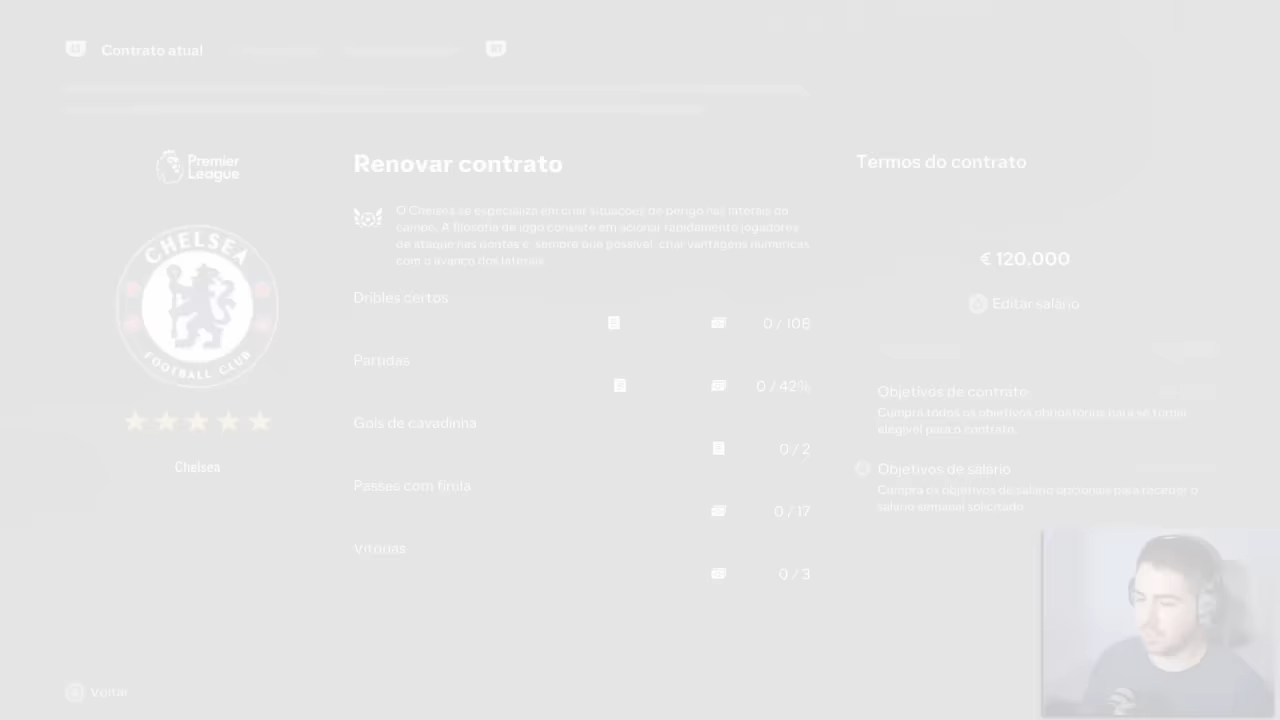 Contrato atual
Premier
League
CHELSEA
FOOTBALL CLUB
Chelsea
Renovar contrato
O Chelsea se especializa em criar situações de perigo nas laterais do
campo. A filosofia de jogo consiste em acionar rapidamente jogadores
de ataque nas pontas e, sempre que possível, criar vantagens numéricas
com o avanço dos laterais.
Dribles certos
0 / 108
Partidas
0 / 42%
Gols de cavadinha
0 / 2
Passes com firula
0 / 17
Vitórias
0 / 3
Termos do contrato
€ 120.000
Editar salário
Objetivos de contrato
Cumpra todos os objetivos obrigatórios para se tornar
elegível para o contrato.
Objetivos de salário
Cumpra os objetivos de salário opcionais para receber o
salário semanal solicitado.
Voltar